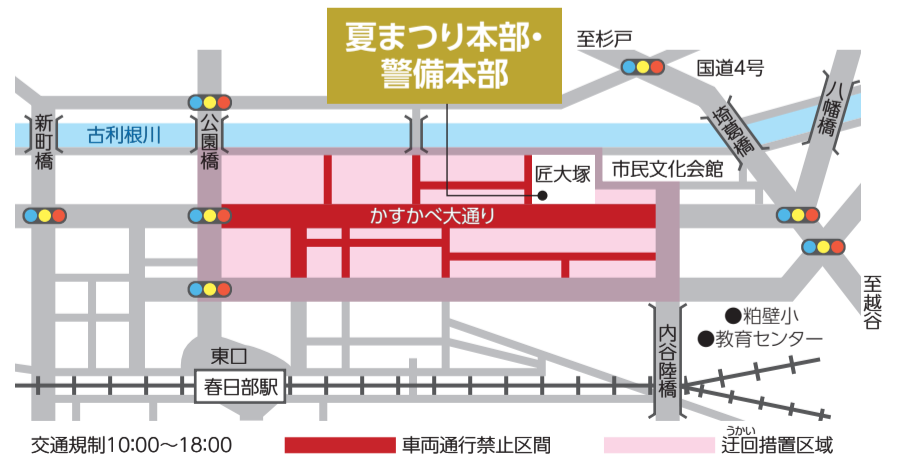 夏まつり本部・
警備本部
至杉戸
国道4号
八幡橋
埼葛橋
新町橋
古利根川
公園橋
匠大塚
市民文化会館
かすかべ大通り
至越谷
粕壁小
教育センター
内谷陸橋
東口
春日部駅
交通規制10:00〜18:00
車両通行禁止区間
うかい
迂回措置区域